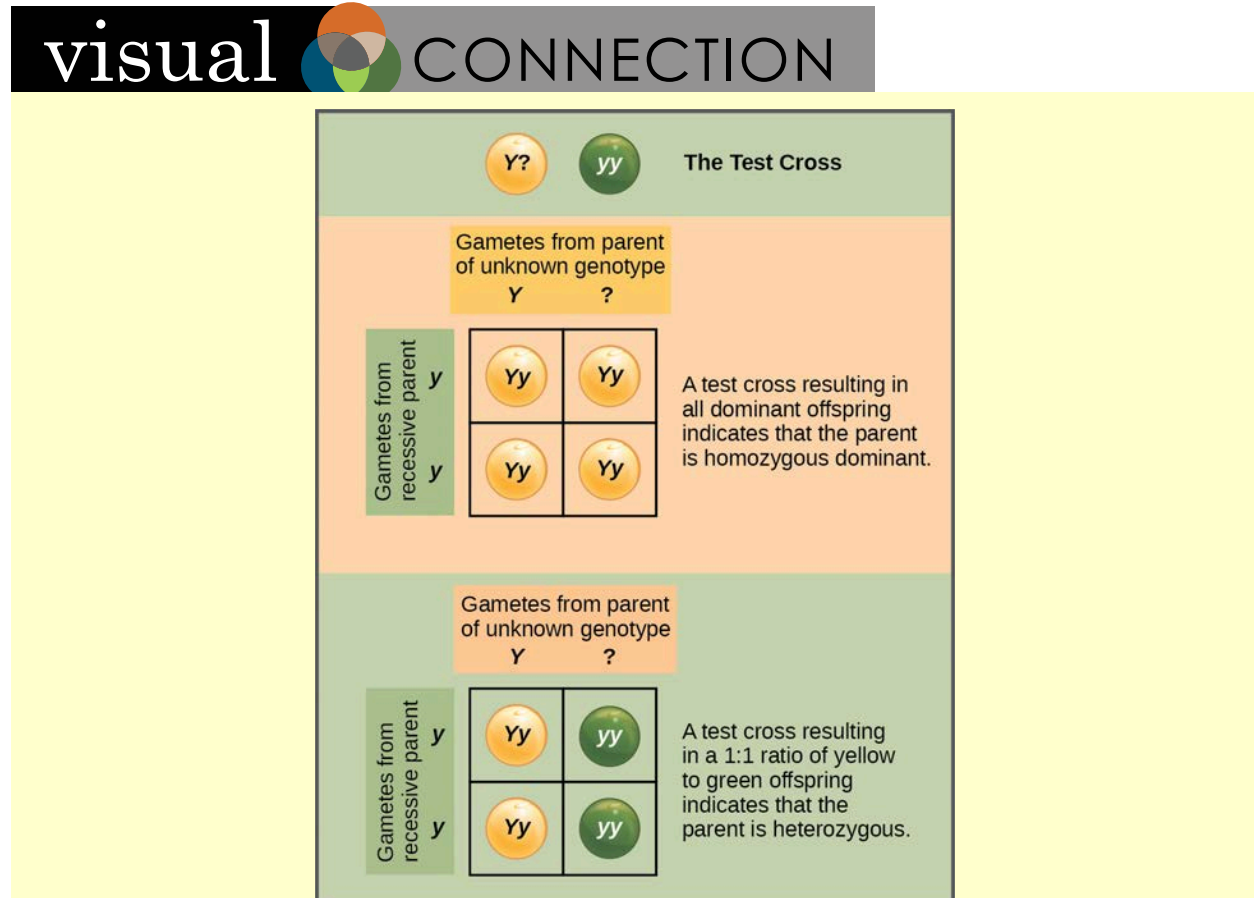 visual CONNECTION
Y? yy The Test Cross
Gametes from parent
of unknown genotype
Y ?
Gametes from
recessive parent
y Yy Yy
y Yy Yy
A test cross resulting in
all dominant offspring
indicates that the parent
is homozygous dominant.
Gametes from parent
of unknown genotype
Y ?
Gametes from
recessive parent
y Yy yy
y Yy yy
A test cross resulting
in a 1:1 ratio of yellow
to green offspring
indicates that the
parent is heterozygous.